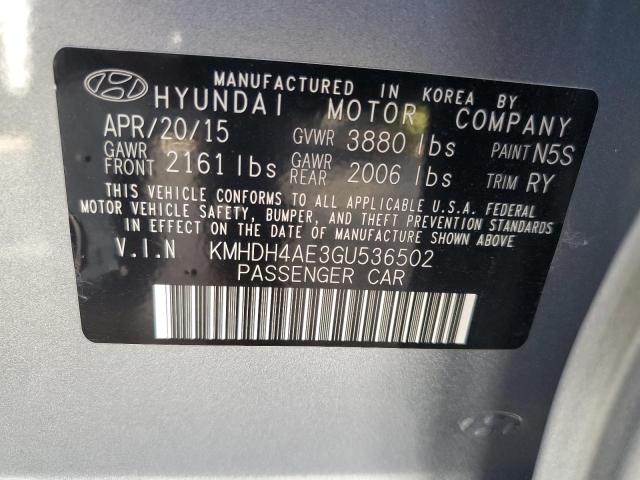 MANUFACTURED IN KOREA BY
HYUNDAI MOTOR COMPANY
APR/20/15 GVWR 3880 lbs PAINT N5S
GAWR FRONT 2161 lbs GAWR REAR 2006 lbs TRIM RY
THIS VEHICLE CONFORMS TO ALL APPLICABLE U.S.A. FEDERAL
MOTOR VEHICLE SAFETY, BUMPER, AND THEFT PREVENTION STANDARDS
IN EFFECT ON THE DATE OF MANUFACTURE SHOWN ABOVE
V.I.N KMHDH4AE3GU536502
PASSENGER CAR